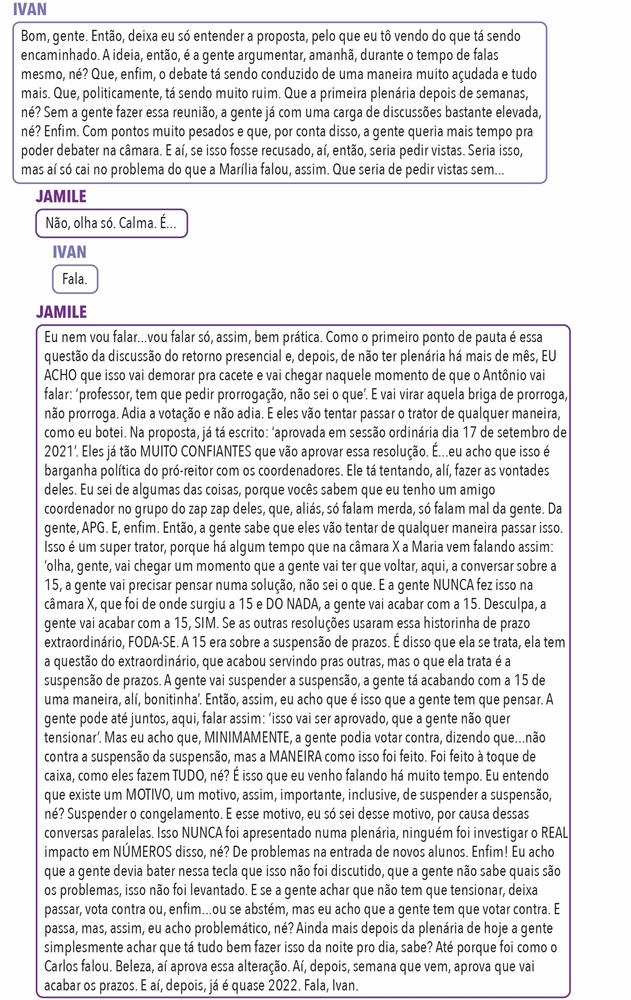 IVAN
Bom, gente. Então, deixa eu só entender a proposta, pelo que eu tô vendo do que tá sendo
encaminhado. A ideia, então, é a gente argumentar, amanhã, durante o tempo de falas
mesmo, né? Que, enfim, o debate tá sendo conduzido de uma maneira muito açudada e tudo
mais. Que, politicamente, tá sendo muito ruim. Que a primeira plenária depois de semanas,
né? Sem a gente fazer essa reunião, a gente já com uma carga de discussões bastante elevada,
né? Enfim. Com pontos muito pesados e que, por conta disso, a gente queria mais tempo pra
poder debater na câmara. E aí, se isso fosse recusado, aí, então, seria pedir vistas. Seria isso,
mas aí só cai no problema do que a Marília falou, assim. Que seria de pedir vistas sem...
JAMILE
Não, olha só. Calma. É...
IVAN
Fala.
JAMILE
Eu nem vou falar...vou falar só, assim, bem prática. Como o primeiro ponto de pauta é essa
questão da discussão do retorno presencial e, depois, de não ter plenária há mais de mês, EU
ACHO que isso vai demorar pra cacete e vai chegar naquele momento de que o Antônio vai
falar: ‘professor, tem que pedir prorrogação, não sei o que’. E vai virar aquela briga de prorroga,
não prorroga. Adia a votação e não adia. E eles vão tentar passar o trator de qualquer maneira,
como eu botei. Na proposta, já tá escrito: ‘aprovada em sessão ordinária dia 17 de setembro de
2021’. Eles já tão MUITO CONFIANTES que vão aprovar essa resolução. É...eu acho que isso é
barganha política do pró-reitor com os coordenadores. Ele tá tentando, alí, fazer as vontades
deles. Eu sei de algumas das coisas, porque vocês sabem que eu tenho um amigo
coordenador no grupo do zap zap deles, que, aliás, só falam merda, só falam mal da gente. Da
gente, APG. E, enfim. Então, a gente sabe que eles vão tentar de qualquer maneira passar isso.
Isso é um super trator, porque há algum tempo que na câmara X a Maria vem falando assim:
‘olha, gente, vai chegar um momento que a gente vai ter que voltar, aqui, a conversar sobre a
15, a gente vai precisar pensar numa solução, não sei o que. E a gente NUNCA fez isso na
câmara X, que foi de onde surgiu a 15 e DO NADA, a gente vai acabar com a 15. Desculpa, a
gente vai acabar com a 15, SIM. Se as outras resoluções usaram essa historinha de prazo
extraordinário, FODA-SE. A 15 era sobre a suspensão de prazos. É disso que ela se trata, ela tem
a questão do extraordinário, que acabou servindo pras outras, mas o que ela trata é a
suspensão de prazos. A gente vai suspender a suspensão, a gente tá acabando com a 15 de
uma maneira, alí, bonitinha’. Então, assim, eu acho que é isso que a gente tem que pensar. A
gente pode até juntos, aqui, falar assim: ‘isso vai ser aprovado, que a gente não quer
tensionar’. Mas eu acho que, MINIMAMENTE, a gente podia votar contra, dizendo que...não
contra a suspensão da suspensão, mas a MANEIRA como isso foi feito. Foi feito à toque de
caixa, como eles fazem TUDO, né? É isso que eu venho falando há muito tempo. Eu entendo
que existe um MOTIVO, um motivo, assim, importante, inclusive, de suspender a suspensão,
né? Suspender o congelamento. E esse motivo, eu só sei desse motivo, por causa dessas
conversas paralelas. Isso NUNCA foi apresentado numa plenária, ninguém foi investigar o REAL
impacto em NÚMEROS disso, né? De problemas na entrada de novos alunos. Enfim! Eu acho
que a gente devia bater nessa tecla que isso não foi discutido, que a gente não sabe quais são
os problemas, isso não foi levantado. E se a gente achar que não tem que tensionar, deixa
passar, vota contra ou, enfim...ou se abstém, mas eu acho que a gente tem que votar contra. E
passa, mas, assim, eu acho problemático, né? Ainda mais depois da plenária de hoje a gente
simplesmente achar que tá tudo bem fazer isso da noite pro dia, sabe? Até porque foi como o
Carlos falou. Beleza, aí aprova essa alteração. Aí, depois, semana que vem, aprova que vai
acabar os prazos. E aí, depois, já é quase 2022. Fala, Ivan.